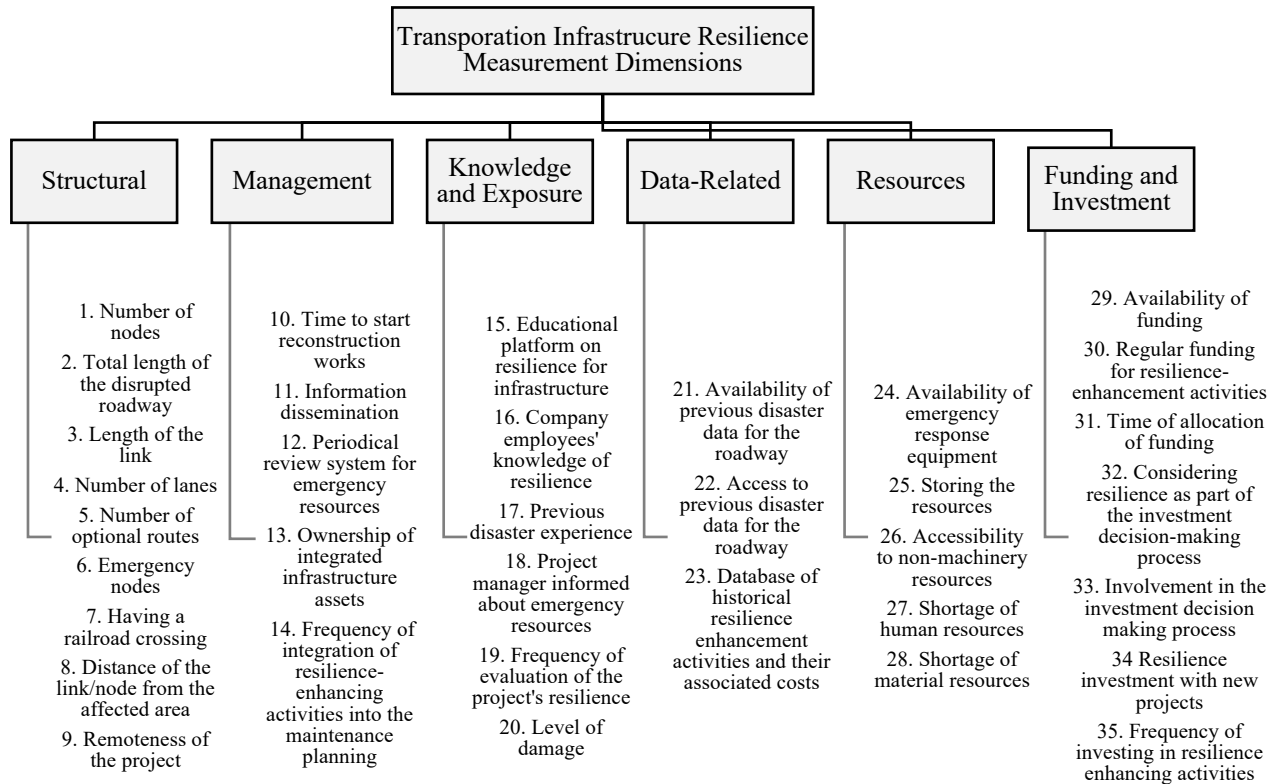 Transporation Infrastrucure Resilience
Measurement Dimensions
Structural
Management
Knowledge
and Exposure
Data-Related
Resources
Funding and
Investment
1. Number of
nodes
2. Total length of
the disrupted
roadway
3. Length of the
link
4. Number of lanes
5. Number of
optional routes
6. Emergency
nodes
7. Having a
railroad crossing
8. Distance of the
link/node from the
affected area
9. Remoteness of
the project
10. Time to start
reconstruction
works
11. Information
dissemination
12. Periodical
review system for
emergency
resources
13. Ownership of
integrated
infrastructure
assets
14. Frequency of
integration of
resilience-
enhancing
activities into the
maintenance
planning
15. Educational
platform on
resilience for
infrastructure
16. Company
employees'
knowledge of
resilience
17. Previous
disaster experience
18. Project
manager informed
about emergency
resources
19. Frequency of
evaluation of the
project's resilience
20. Level of
damage
21. Availability of
previous disaster
data for the
roadway
22. Access to
previous disaster
data for the
roadway
23. Database of
historical
resilience
enhancement
activities and their
associated costs
24. Availability of
emergency
response
equipment
25. Storing the
resources
26. Accessibility
to non-machinery
resources
27. Shortage of
human resources
28. Shortage of
material resources
29. Availability of
funding
30. Regular funding
for resilience-
enhancement activities
31. Time of allocation
of funding
32. Considering
resilience as part of
the investment
decision-making
process
33. Involvement in the
investment decision
making process
34 Resilience
investment with new
projects
35. Frequency of
investing in resilience
enhancing activities